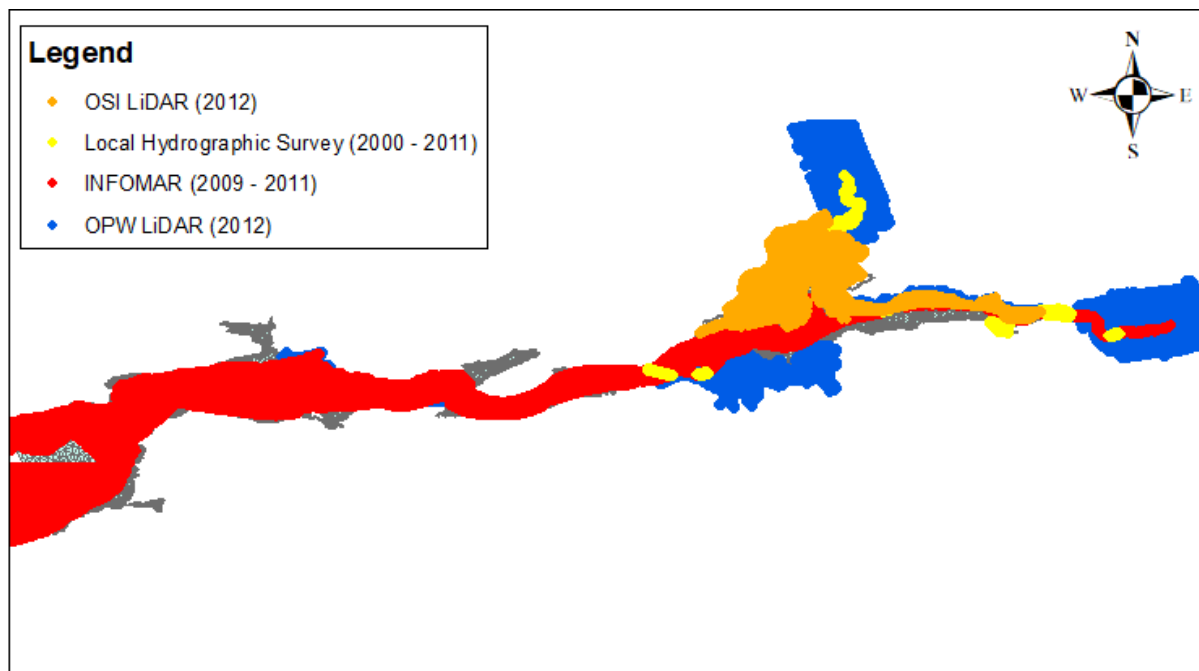 Legend
OSI LiDAR (2012)
Local Hydrographic Survey (2000 - 2011)
INFOMAR (2009 - 2011)
OPW LiDAR (2012)
N
W E
S